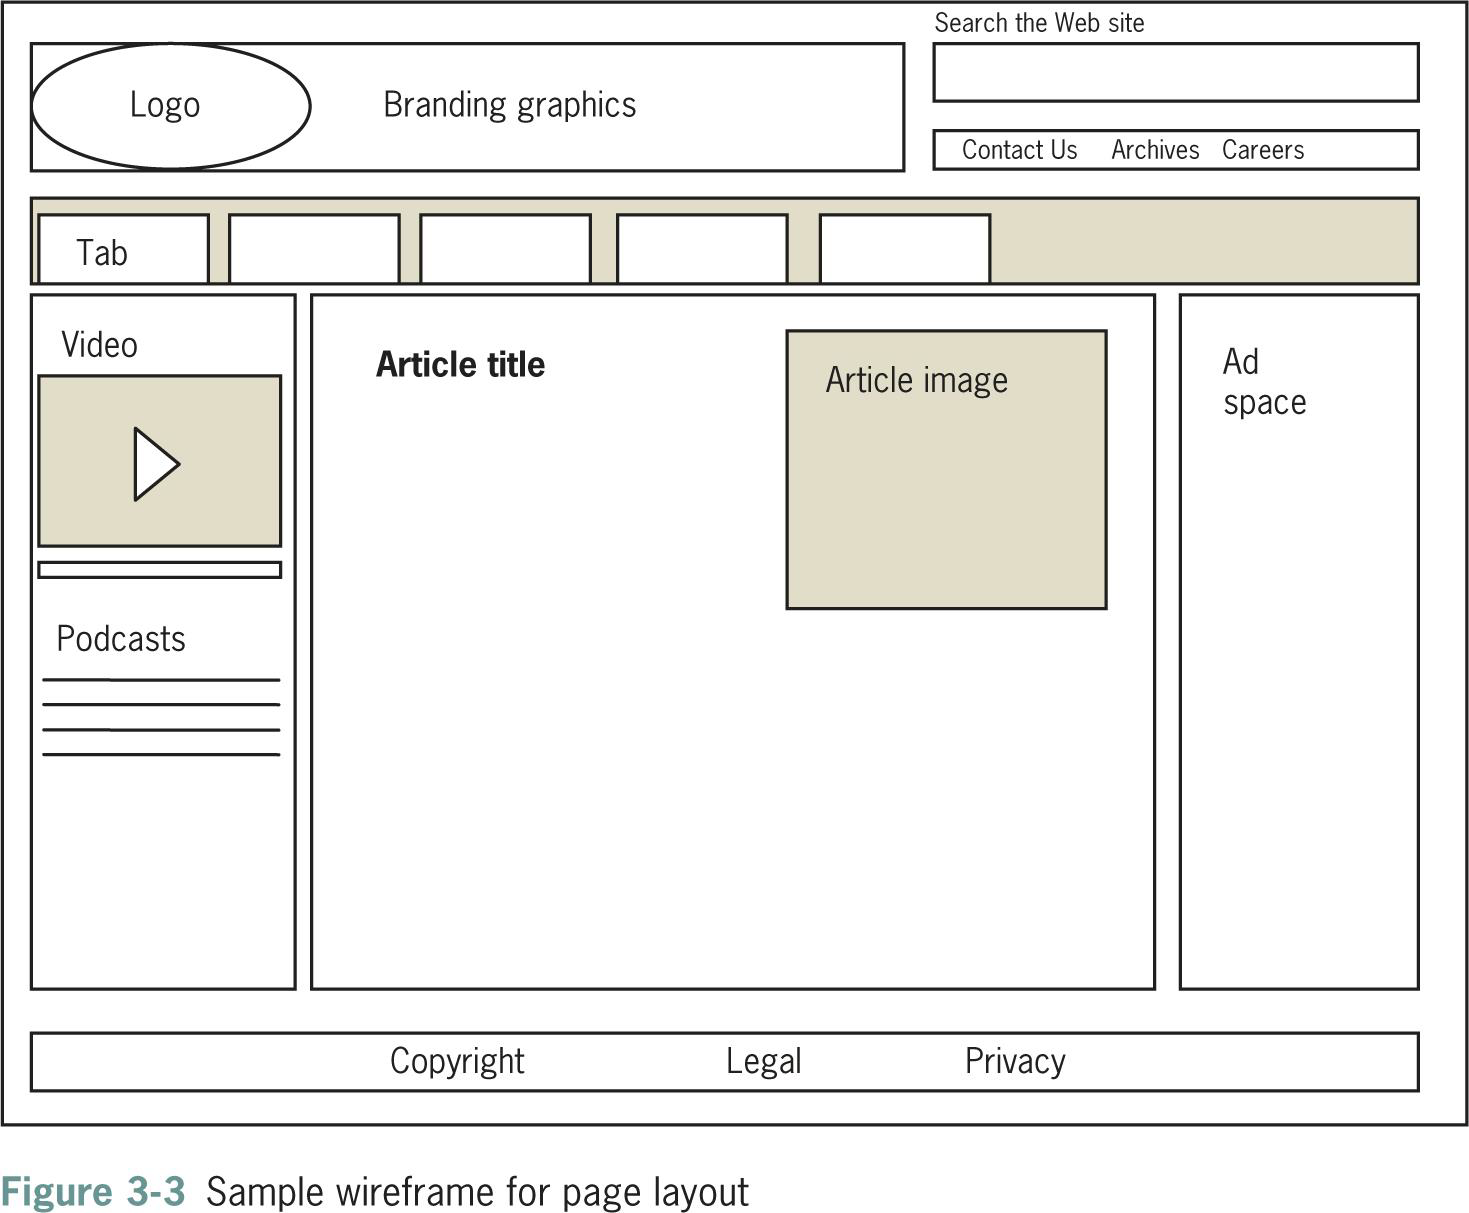 Search the Web site
Logo
Branding graphics
Contact Us Archives Careers
Tab
Video
Article title
Article image
Ad
space
Podcasts
Copyright Legal Privacy
Figure 3-3 Sample wireframe for page layout